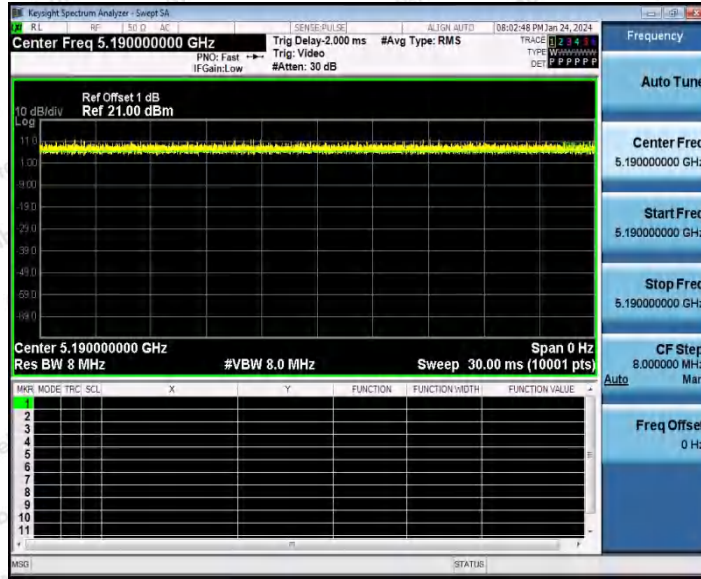 Keysight Spectrum Analyzer - Swept SA
RL RF 50 Ω AC SENSE:PULSE ALIGN AUTO 08:02:48 PM Jan 24, 2024
Center Freq 5.190000000 GHz
PNO: Fast
IFGain:Low
Trig Delay-2.000 ms
Trig: Video
#Atten: 30 dB
#Avg Type: RMS
TRACE 1 2 3 4 5 6
TYPE
DET P P P P P P
Ref Offset 1 dB
10 dB/div Ref 21.00 dBm
Log
11.0
1.00
-9.00
-19.0
-29.0
-39.0
-49.0
-59.0
-69.0
Center 5.190000000 GHz Span 0 Hz
Res BW 8 MHz #VBW 8.0 MHz Sweep 30.00 ms (10001 pts)
MKR MODE TRC SCL X Y FUNCTION FUNCTION WIDTH FUNCTION VALUE
1
2
3
4
5
6
7
8
9
10
11
MSG STATUS
Frequency
Auto Tune
Center Freq
5.190000000 GHz
Start Freq
5.190000000 GHz
Stop Freq
5.190000000 GHz
CF Step
8.000000 MHz
Auto Man
Freq Offset
0 Hz